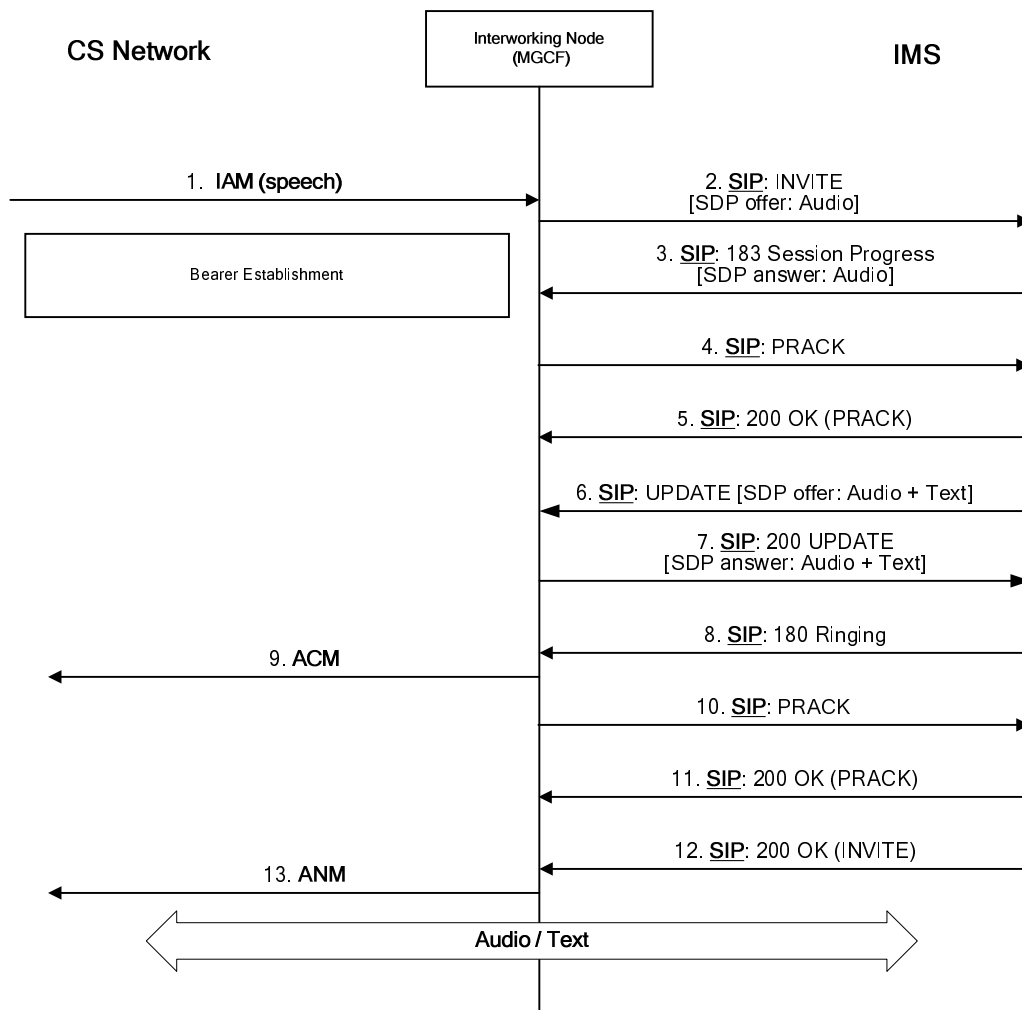 CS Network
Interworking Node
(MGCF)
IMS
1. IAM (speech)
2. SIP: INVITE
[SDP offer: Audio]
Bearer Establishment
3. SIP: 183 Session Progress
[SDP answer: Audio]
4. SIP: PRACK
5. SIP: 200 OK (PRACK)
6. SIP: UPDATE [SDP offer: Audio + Text]
7. SIP: 200 UPDATE
[SDP answer: Audio + Text]
8. SIP: 180 Ringing
9. ACM
10. SIP: PRACK
11. SIP: 200 OK (PRACK)
12. SIP: 200 OK (INVITE)
13. ANM
Audio / Text